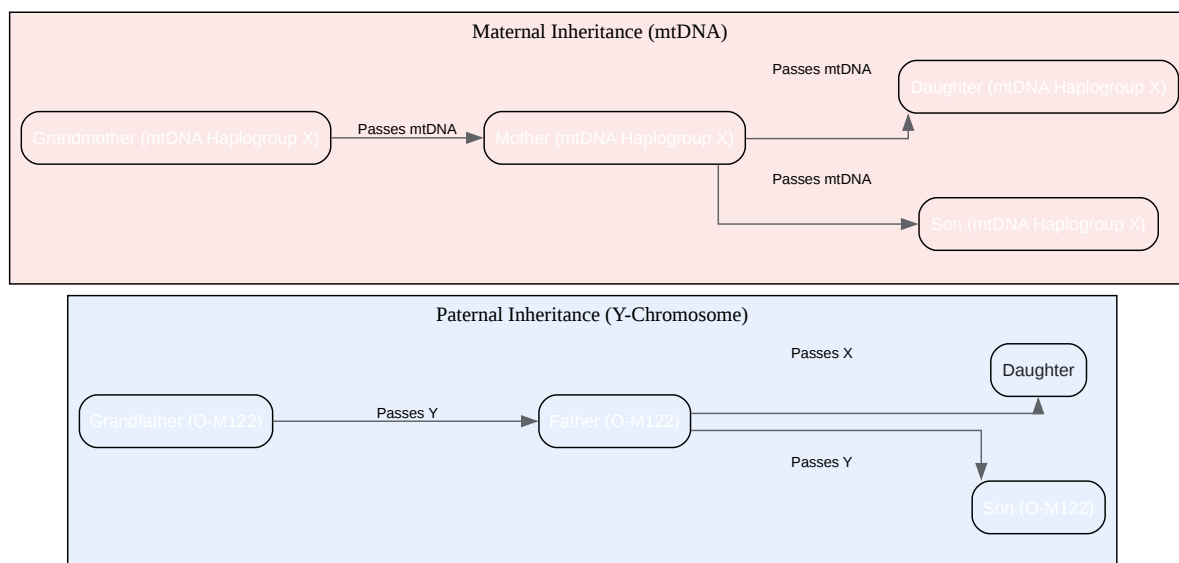 Maternal Inheritance (mtDNA)
Passes mtDNA
Daughter (mtDNA Haplogroup X)
Grandmother (mtDNA Haplogroup X)
Passes mtDNA
Mother (mtDNA Haplogroup X)
Passes mtDNA
Son (mtDNA Haplogroup X)
Paternal Inheritance (Y-Chromosome)
Passes X
Daughter
Grandfather (O-M122)
Passes Y
Father (O-M122)
Passes Y
Son (O-M122)